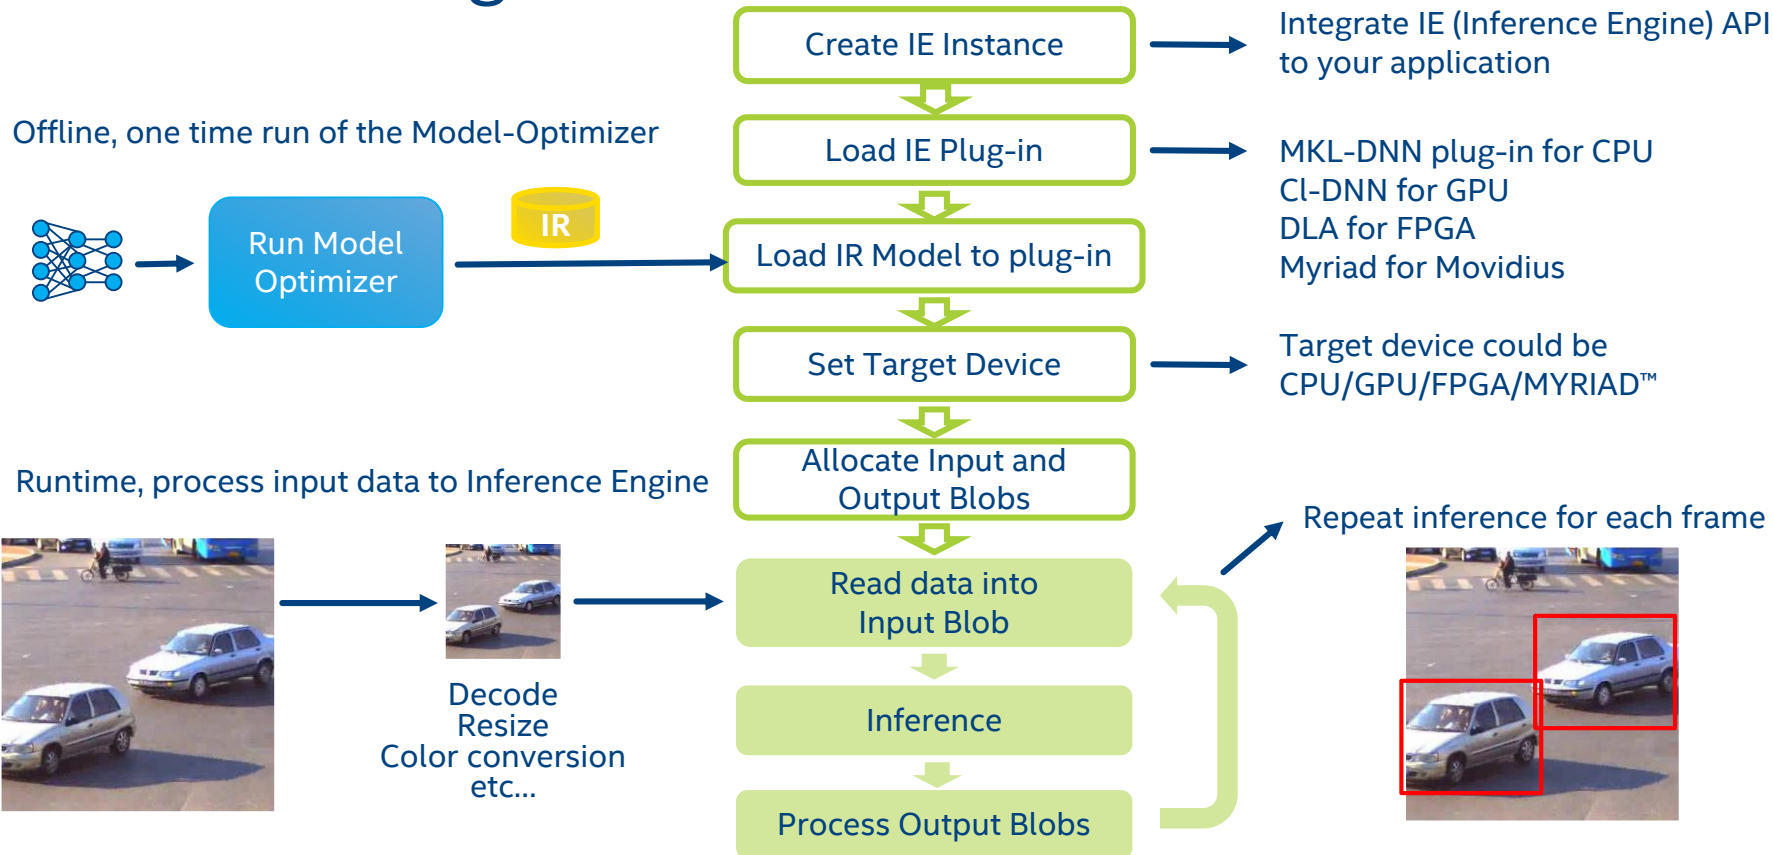 Create IE Instance
Integrate IE (Inference Engine) API
to your application
Offline, one time run of the Model-Optimizer
Load IE Plug-in
MKL-DNN plug-in for CPU
Cl-DNN for GPU
DLA for FPGA
Myriad for Movidius
IR
Run Model
Optimizer
Load IR Model to plug-in
Set Target Device
Target device could be
CPU/GPU/FPGA/MYRIAD™
Allocate Input and
Output Blobs
Runtime, process input data to Inference Engine
Repeat inference for each frame
Read data into
Input Blob
Decode
Resize
Color conversion
etc...
Inference
Process Output Blobs